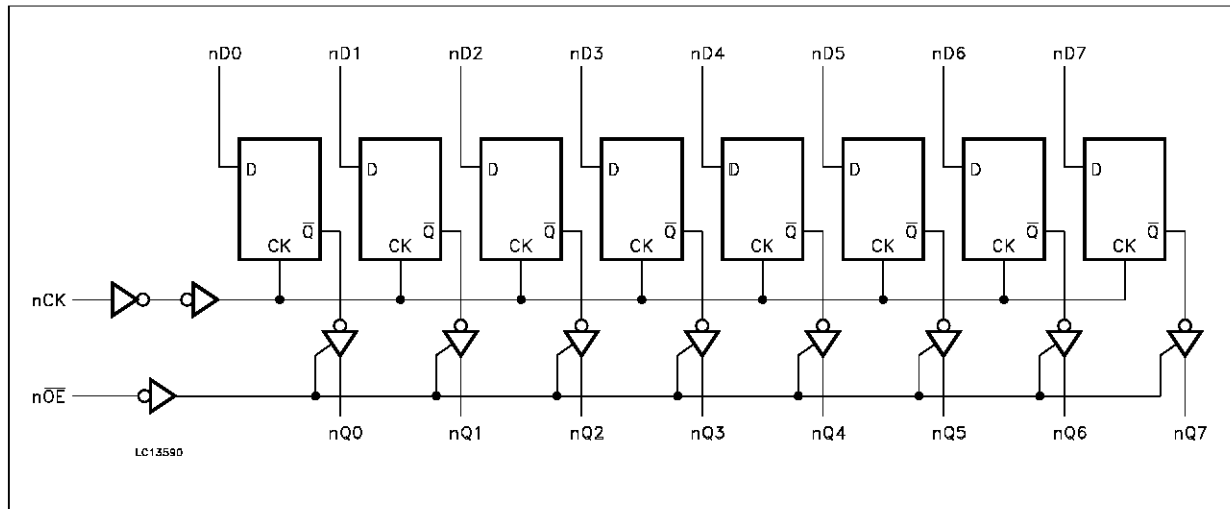 nD0 nD1 nD2 nD3 nD4 nD5 nD6 nD7
D D D D D D D D
Q̅ Q̅ Q̅ Q̅ Q̅ Q̅ Q̅ Q̅
CK CK CK CK CK CK CK CK
nCK
nO̅E̅
nQ0 nQ1 nQ2 nQ3 nQ4 nQ5 nQ6 nQ7
LC13590